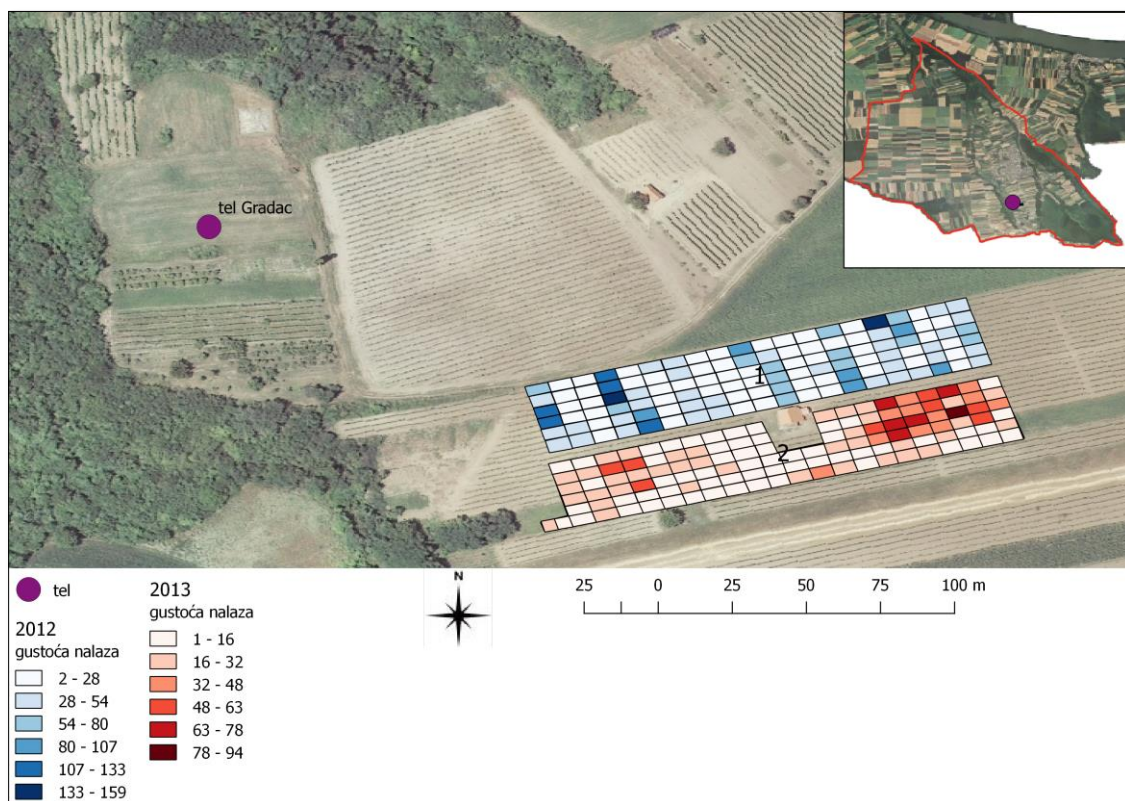 tel Gradac
1
2
tel
2012
gustoća nalaza
2 - 28
28 - 54
54 - 80
80 - 107
107 - 133
133 - 159
2013
gustoća nalaza
1 - 16
16 - 32
32 - 48
48 - 63
63 - 78
78 - 94
N
25 0 25 50 75 100 m